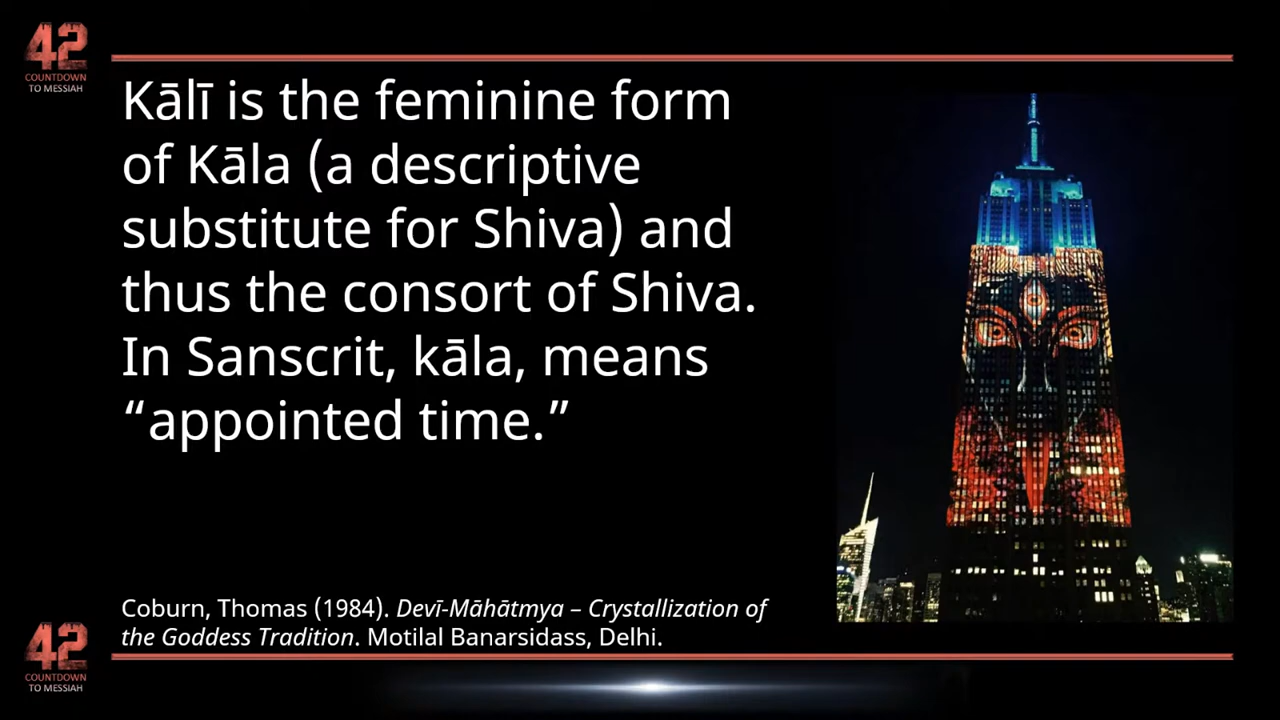 42
COUNTDOWN
TO MESSIAH
Kālī is the feminine form
of Kāla (a descriptive
substitute for Shiva) and
thus the consort of Shiva.
In Sanscrit, kāla, means
“appointed time.”
Coburn, Thomas (1984). Devī-Māhātmya – Crystallization of
the Goddess Tradition. Motilal Banarsidass, Delhi.
42
COUNTDOWN
TO MESSIAH